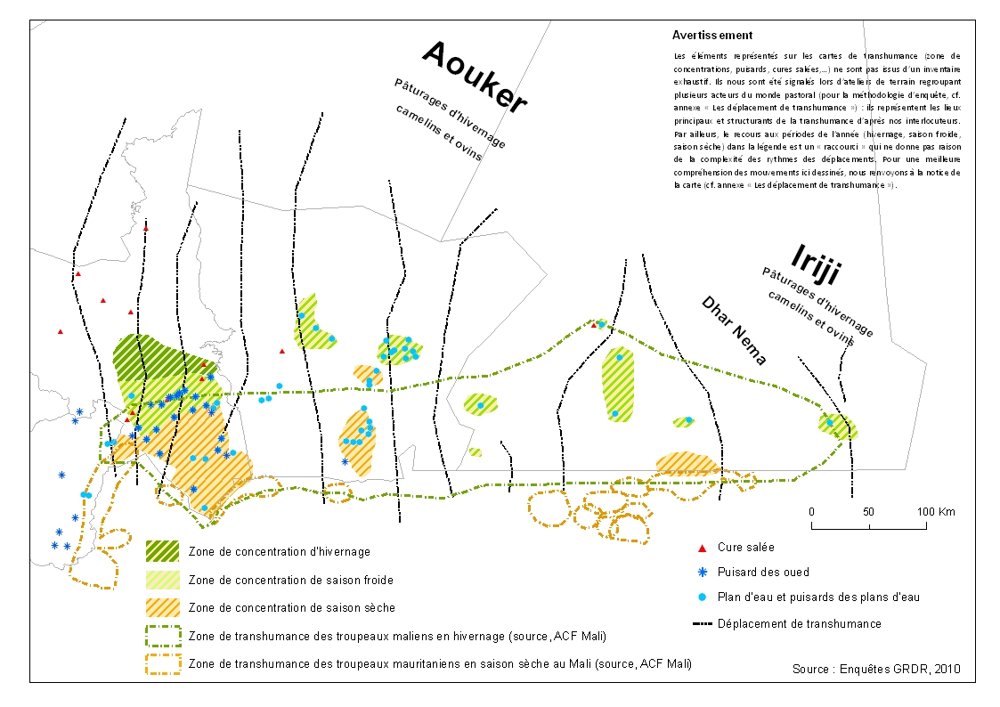 Avertissement
Les éléments représentés sur les cartes de transhumance (zone de
concentrations, puisards, cures salées,...) ne sont pas issus d'un inventaire
exhaustif. Ils nous sont été signalés lors d'ateliers de terrain regroupant
plusieurs acteurs du monde pastoral (pour la méthodologie d'enquête, cf.
annexe « Les déplacement de transhumance ») : ils représentent les lieux
principaux et structurants de la transhumance d'après nos interlocuteurs.
Par ailleurs, le recours aux périodes de l'année (hivernage, saison froide,
saison sèche) dans la légende est un « raccourci » qui ne donne pas raison
de la complexité des rythmes des déplacements. Pour une meilleure
compréhension des mouvements ici dessinés, nous renvoyons à la notice de
la carte (cf. annexe « Les déplacement de transhumance »).
Aouker
Pâturages d'hivernage
camelins et ovins
Iriji
Pâturages d'hivernage
camelins et ovins
Dhar Nema
0 50 100 Km
Zone de concentration d'hivernage
Zone de concentration de saison froide
Zone de concentration de saison sèche
Zone de transhumance des troupeaux maliens en hivernage (source, ACF Mali)
Zone de transhumance des troupeaux mauritaniens en saison sèche au Mali (source, ACF Mali)
Cure salée
Puisard des oued
Plan d'eau et puisards des plans d'eau
Déplacement de transhumance
Source : Enquêtes GRDR, 2010